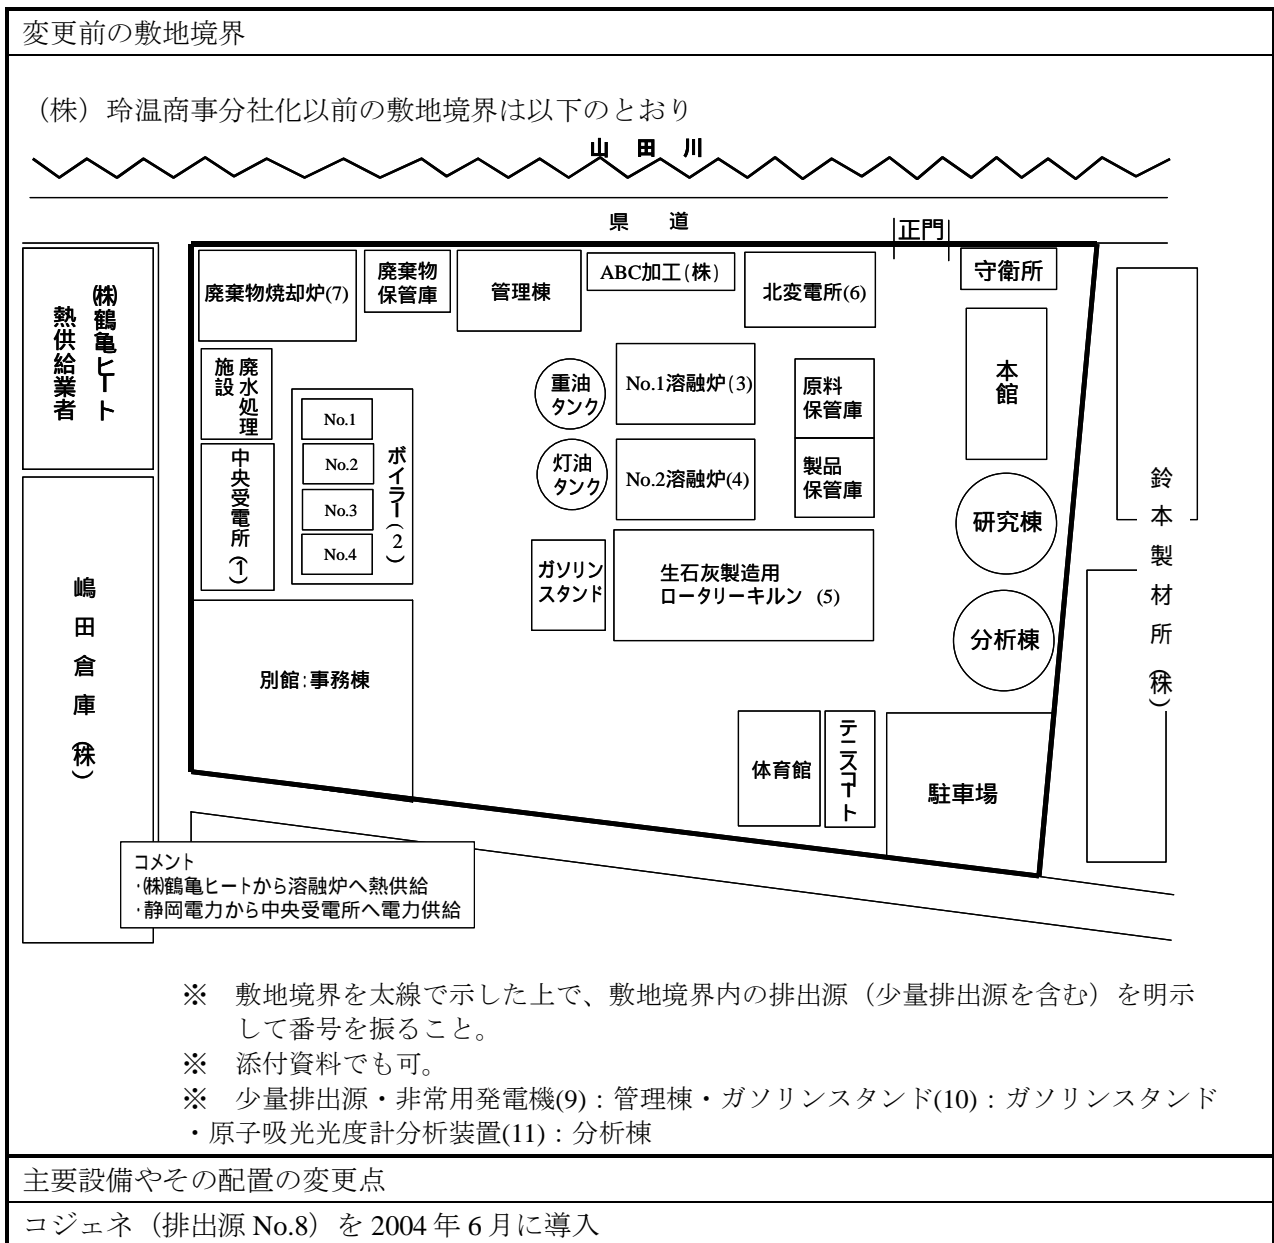 変更前の敷地境界
(株)玲温商事分社化以前の敷地境界は以下のとおり
山 田 川
県 道
正門
廃棄物焼却炉(7)
廃棄物
保管庫
管理棟
ABC加工(株)
北変電所(6)
守衛所
㈱鶴亀ヒート
熱供給業者
廃水処理
施設
No.1
No.2
No.3
No.4
ボイラー(2)
中央受電所(1)
重油
タンク
No.1溶融炉(3)
原料
保管庫
本館
灯油
タンク
No.2溶融炉(4)
製品
保管庫
研究棟
鈴本製材所(株)
ガソリン
スタンド
生石灰製造用
ロータリーキルン (5)
分析棟
嶋田倉庫(株)
別館:事務棟
体育館
テニスコート
駐車場
コメント
・㈱鶴亀ヒートから溶融炉へ熱供給
・静岡電力から中央受電所へ電力供給
※ 敷地境界を太線で示した上で、敷地境界内の排出源(少量排出源を含む)を明示
して番号を振ること。
※ 添付資料でも可。
※ 少量排出源・非常用発電機(9):管理棟・ガソリンスタンド(10):ガソリンスタンド
・原子吸光光度計分析装置(11):分析棟
主要設備やその配置の変更点
コジェネ(排出源 No.8)を 2004 年 6 月に導入